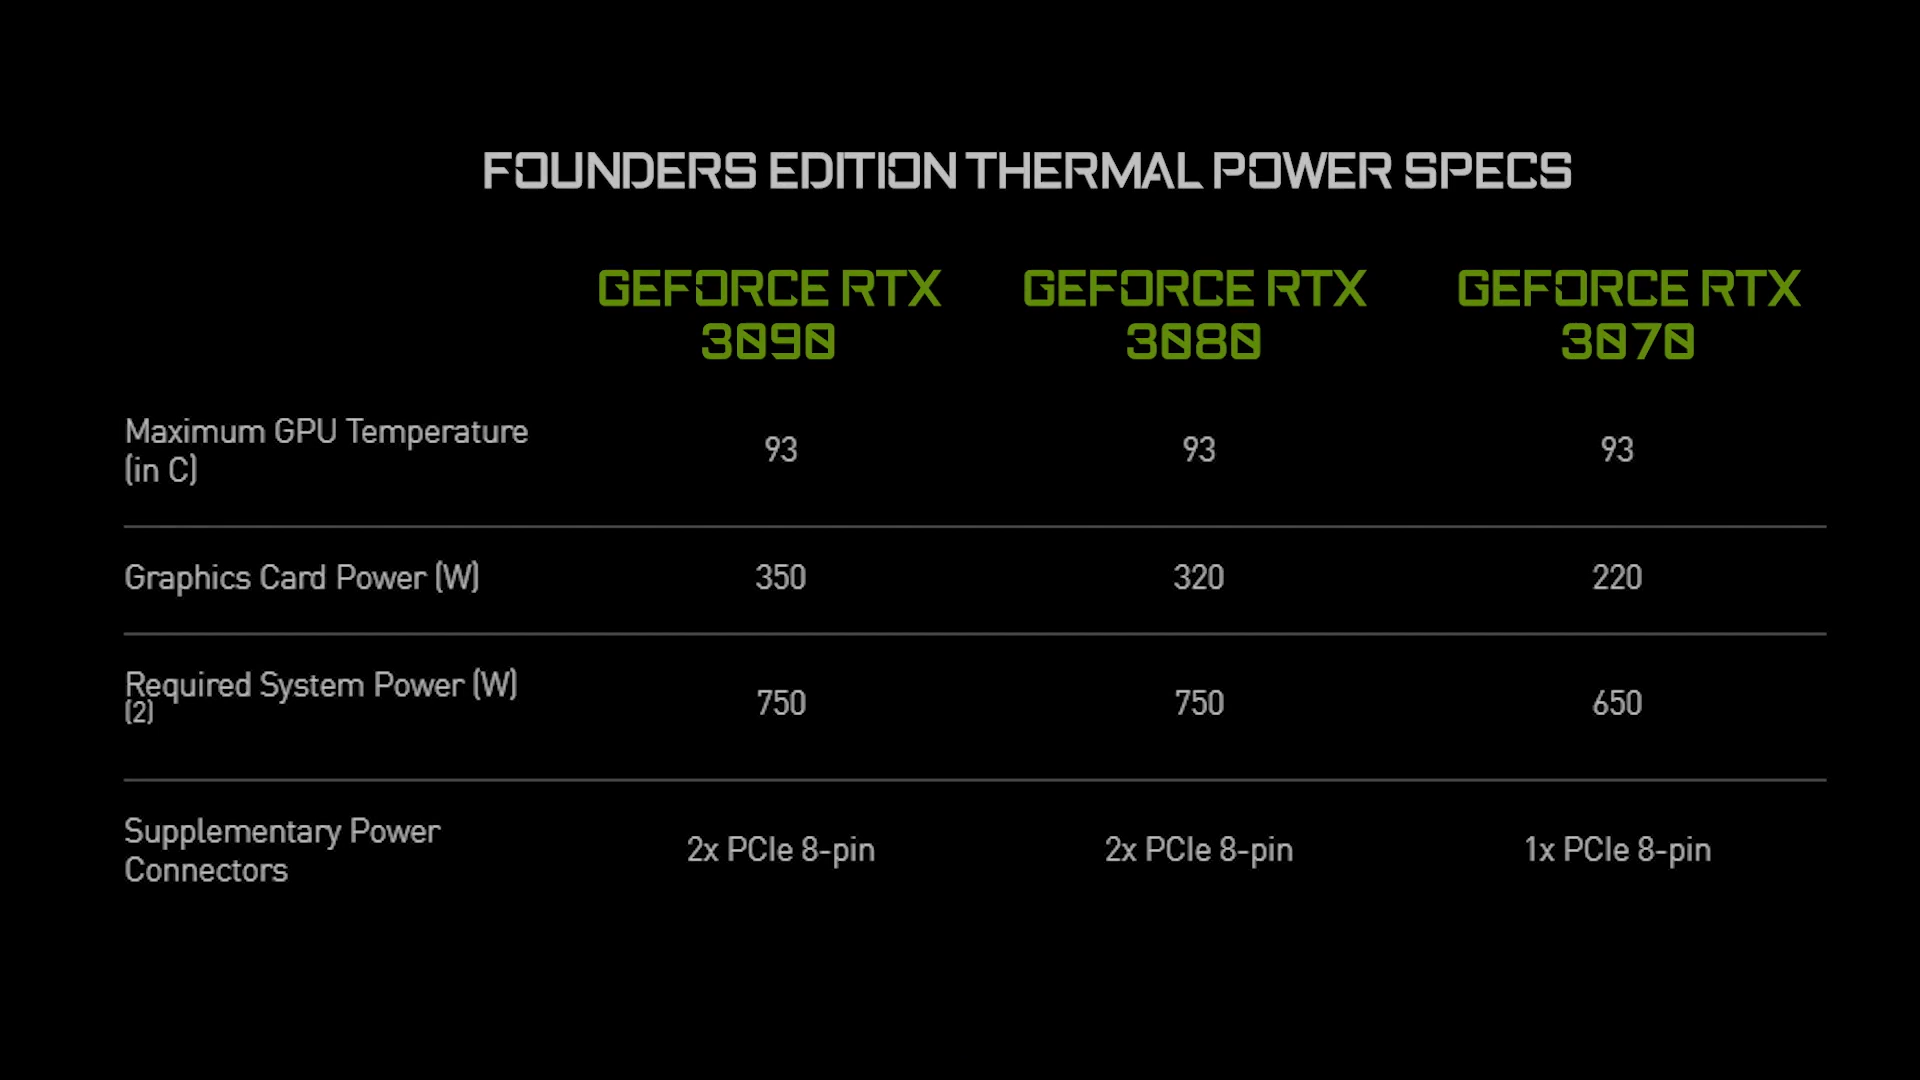 FOUNDERS EDITION THERMAL POWER SPECS
GEFORCE RTX 3090
GEFORCE RTX 3080
GEFORCE RTX 3070
Maximum GPU Temperature
(in C)
93
93
93
Graphics Card Power (W)
350
320
220
Required System Power (W)
(2)
750
750
650
Supplementary Power
Connectors
2x PCIe 8-pin
2x PCIe 8-pin
1x PCIe 8-pin